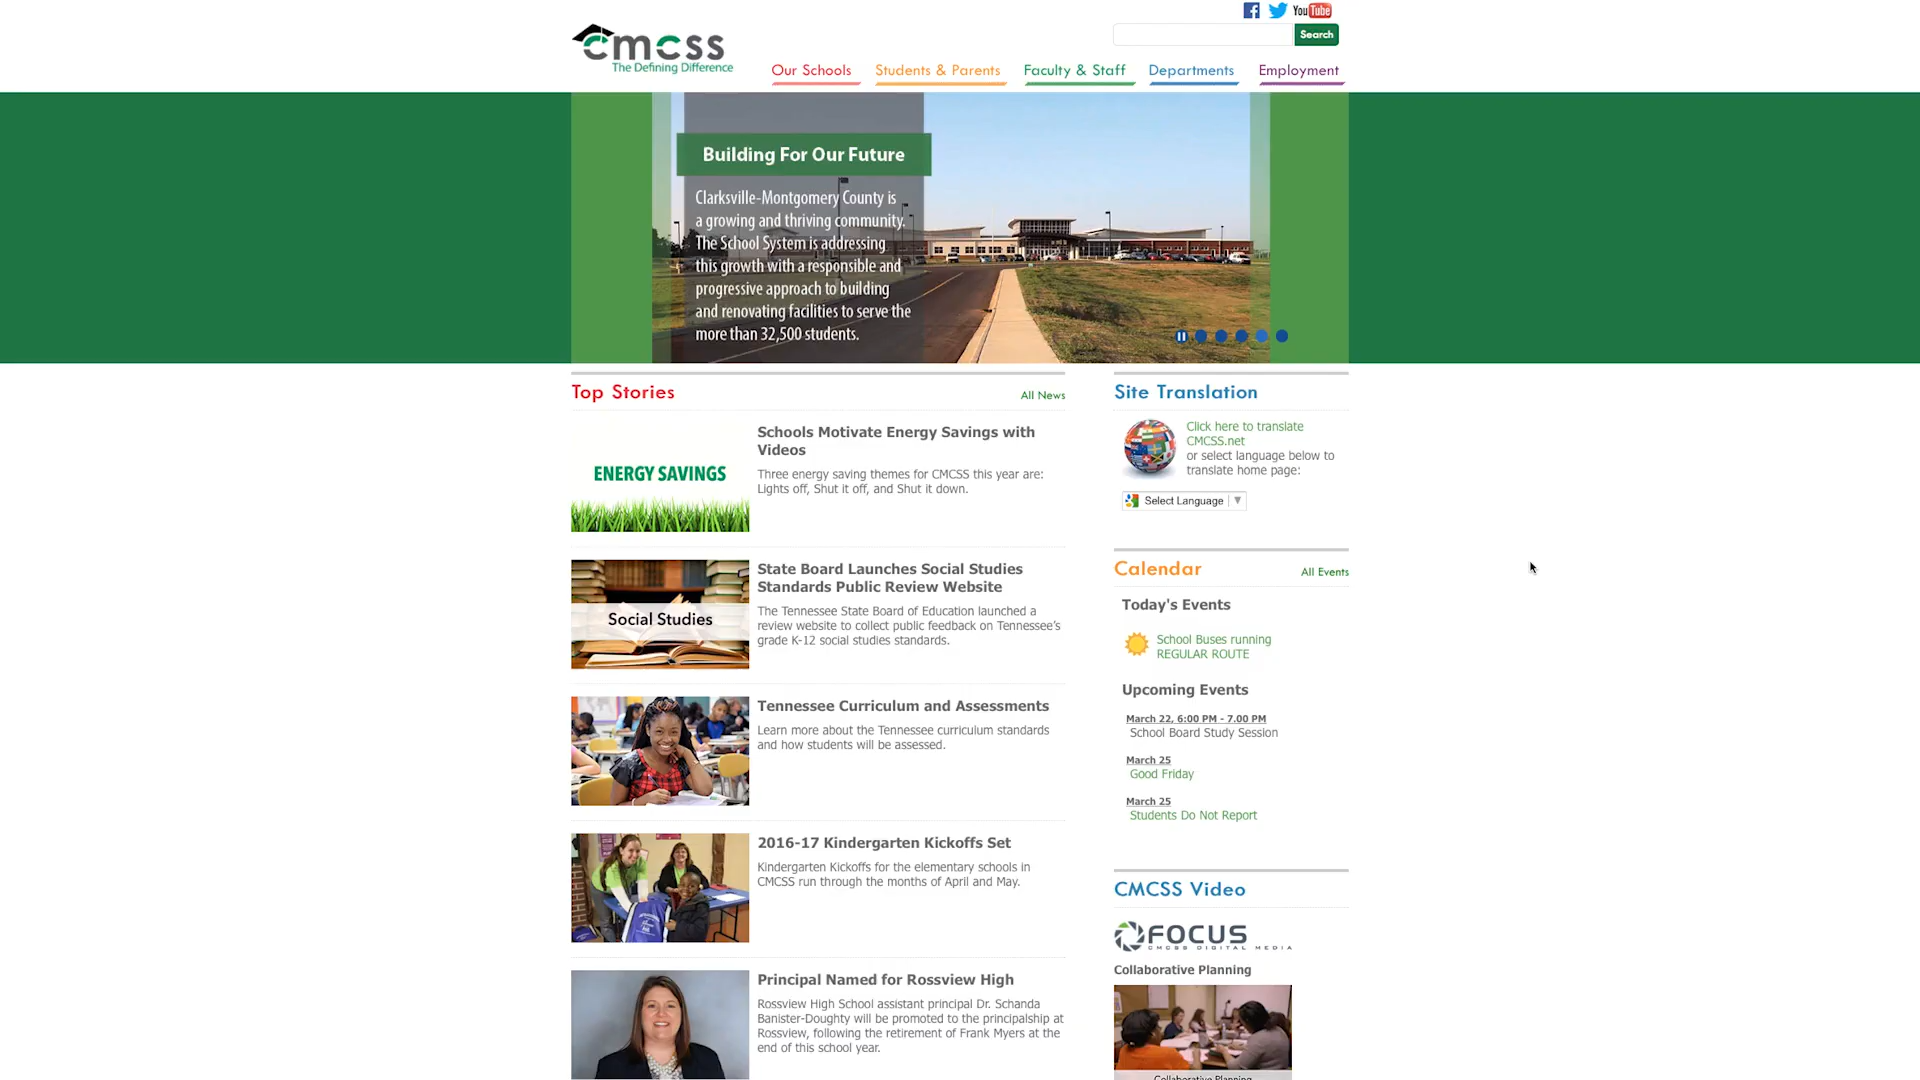 You Tube
Search
cmcss
The Defining Difference
Our Schools
Students & Parents
Faculty & Staff
Departments
Employment
Building For Our Future
Clarksville-Montgomery County is
a growing and thriving community.
The School System is addressing
this growth with a responsible and
progressive approach to building
and renovating facilities to serve the
more than 32,500 students.
Top Stories
All News
ENERGY SAVINGS
Schools Motivate Energy Savings with
Videos
Three energy saving themes for CMCSS this year are:
Lights off, Shut it off, and Shut it down.
Social Studies
State Board Launches Social Studies
Standards Public Review Website
The Tennessee State Board of Education launched a
review website to collect public feedback on Tennessee's
grade K-12 social studies standards.
Tennessee Curriculum and Assessments
Learn more about the Tennessee curriculum standards
and how students will be assessed.
2016-17 Kindergarten Kickoffs Set
Kindergarten Kickoffs for the elementary schools in
CMCSS run through the months of April and May.
Principal Named for Rossview High
Rossview High School assistant principal Dr. Schanda
Banister-Doughty will be promoted to the principalship at
Rossview, following the retirement of Frank Myers at the
end of this school year.
Site Translation
Click here to translate
CMCSS.net
or select language below to
translate home page:
Select Language
Calendar
All Events
Today's Events
School Buses running
REGULAR ROUTE
Upcoming Events
March 22, 6:00 PM - 7:00 PM
School Board Study Session
March 25
Good Friday
March 25
Students Do Not Report
CMCSS Video
FOCUS
CMCSS DIGITAL MEDIA
Collaborative Planning
Collaborative Planning